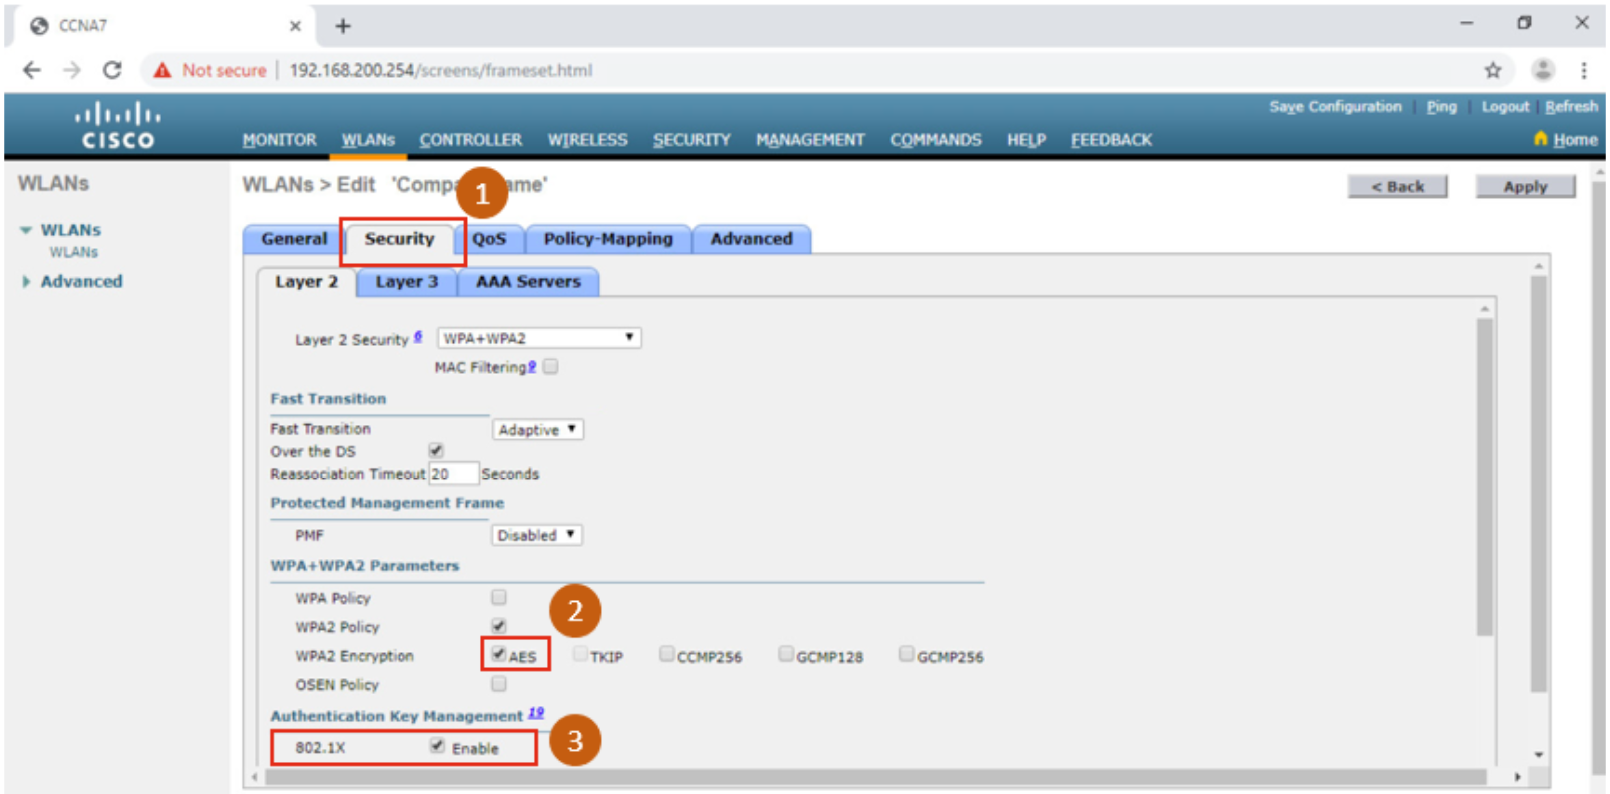 CCNA7
Not secure | 192.168.200.254/screens/frameset.html
Save Configuration | Ping | Logout | Refresh
CISCO
MONITOR WLANs CONTROLLER WIRELESS SECURITY MANAGEMENT COMMANDS HELP FEEDBACK Home
WLANs
WLANs > Edit 'Compa ame'
1
< Back Apply
WLANs
WLANs
Advanced
General Security QoS Policy-Mapping Advanced
Layer 2 Layer 3 AAA Servers
Layer 2 Security 6 WPA+WPA2
MAC Filtering9
Fast Transition
Fast Transition Adaptive
Over the DS
Reassociation Timeout 20 Seconds
Protected Management Frame
PMF Disabled
WPA+WPA2 Parameters
WPA Policy
2
WPA2 Policy
WPA2 Encryption AES TKIP CCMP256 GCMP128 GCMP256
OSEN Policy
Authentication Key Management 19
802.1X Enable
3